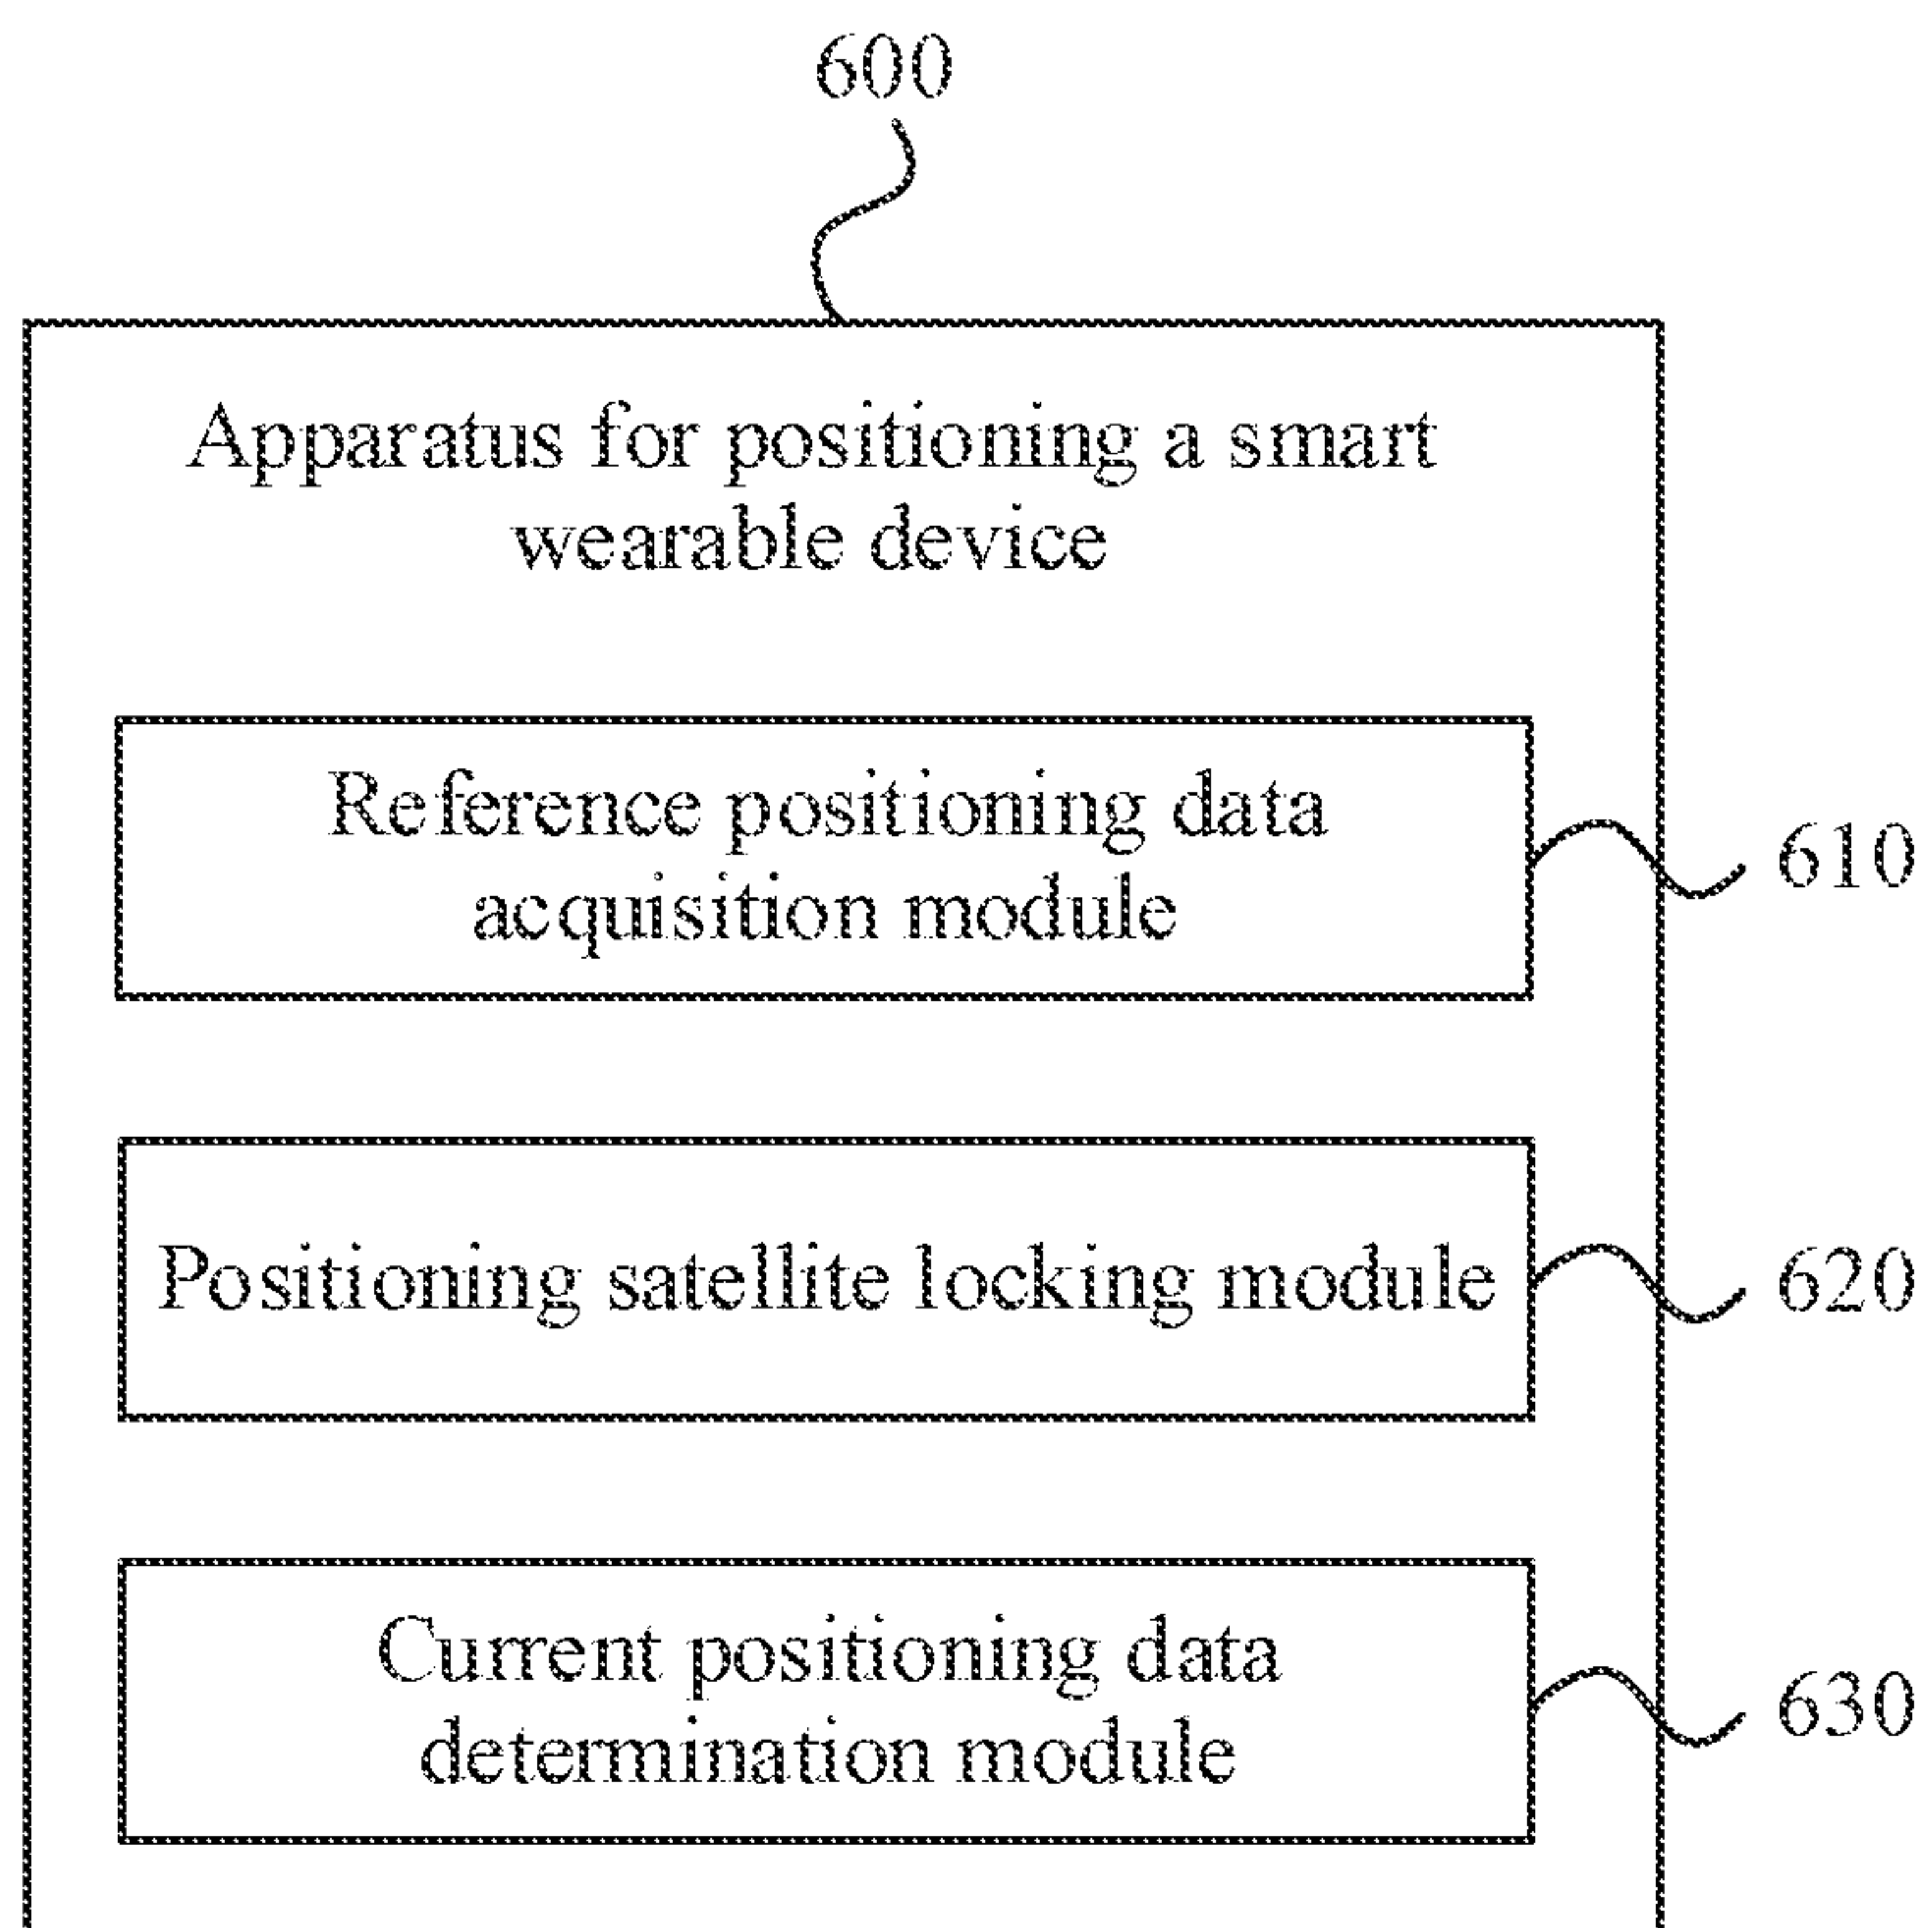 600
Apparatus for positioning a smart
wearable device
Reference positioning data
acquisition module
610
Positioning satellite locking module
620
Current positioning data
determination module
630